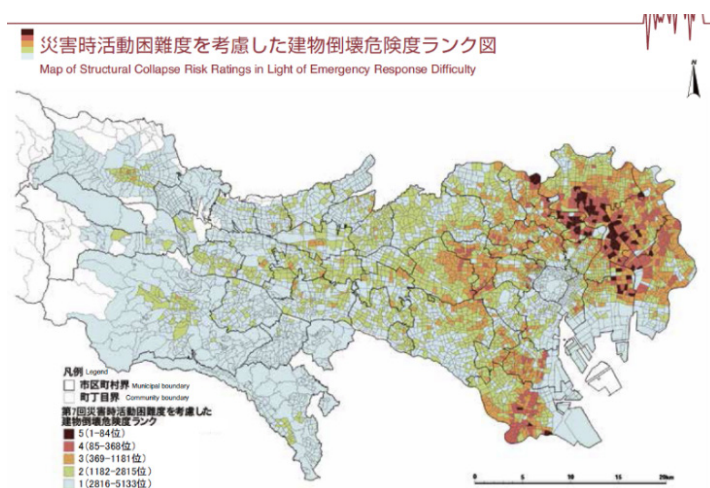 災害時活動困難度を考慮した建物倒壊危険度ランク図
Map of Structural Collapse Risk Ratings in Light of Emergency Response Difficulty
N
凡例 Legend
市区町村界 Municipal boundary
町丁目界 Community boundary
第7回災害時活動困難度を考慮した
建物倒壊危険度ランク
5(1-84位)
4(85-368位)
3(369-1181位)
2(1182-2815位)
1(2816-5133位)
0 5 10 15 20km